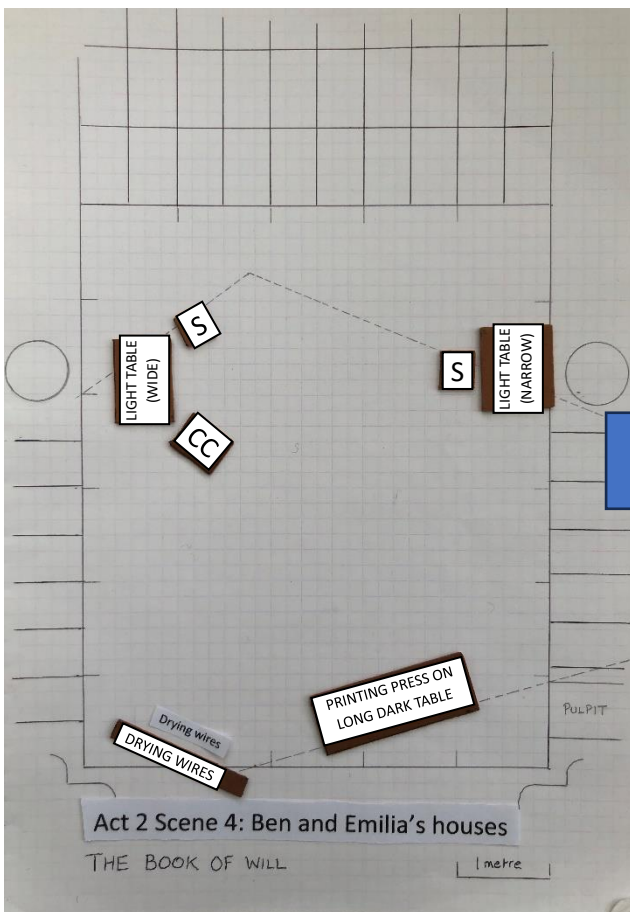 S
LIGHT TABLE
(WIDE)
S
LIGHT TABLE
(NARROW)
CC
PRINTING PRESS ON
LONG DARK TABLE
PULPIT
Drying wires
DRYING WIRES
Act 2 Scene 4: Ben and Emilia's houses
THE BOOK OF WILL
1 metre